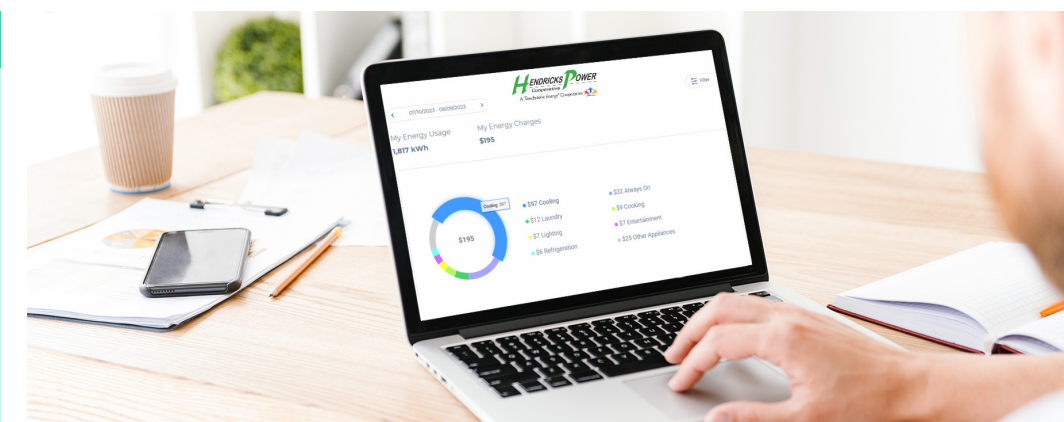 HENDRICKS POWER
Cooperative
A Touchstone Energy® Cooperative
07/10/2023 - 08/09/2023
Filter
My Energy Usage
1,817 kWh
My Energy Charges
$195
Cooling $97
$195
$97 Cooling
$12 Laundry
$7 Lighting
$6 Refrigeration
$32 Always On
$9 Cooking
$7 Entertainment
$25 Other Appliances